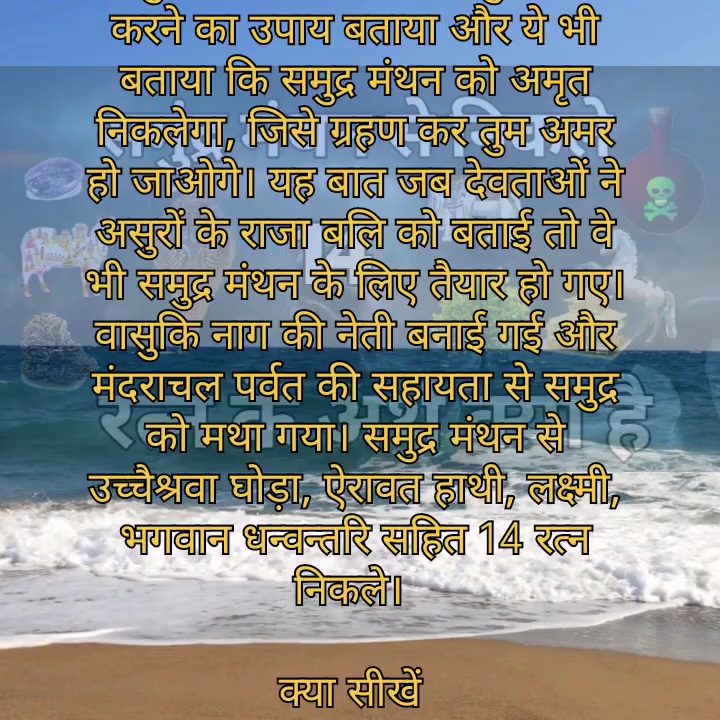 करने का उपाय बताया और ये भी
बताया कि समुद्र मंथन को अमृत
निकलेगा, जिसे ग्रहण कर तुम अमर
हो जाओगे। यह बात जब देवताओं ने
असुरों के राजा बलि को बताई तो वे
भी समुद्र मंथन के लिए तैयार हो गए।
वासुकि नाग की नेती बनाई गई और
मंदराचल पर्वत की सहायता से समुद्र
को मथा गया। समुद्र मंथन से
उच्चैश्रवा घोड़ा, ऐरावत हाथी, लक्ष्मी,
भगवान धन्वन्तरि सहित 14 रत्न
निकले।
क्या सीखें